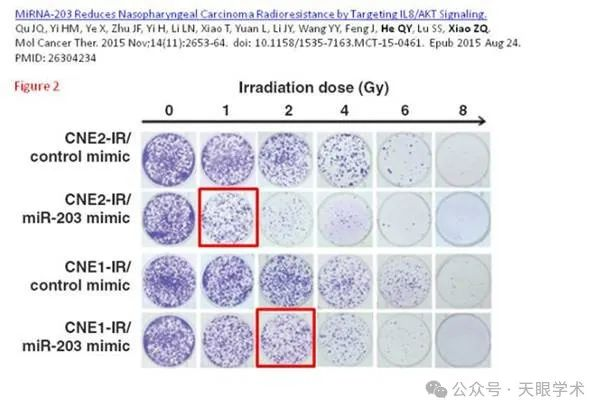 MiRNA-203 Reduces Nasopharyngeal Carcinoma Radioresistance by Targeting IL8/AKT Signaling.
Qu JQ, Yi HM, Ye X, Zhu JF, Yi H, Li LN, Xiao T, Yuan L, Li JY, Wang YY, Feng J, He QY, Lu SS, Xiao ZQ.
Mol Cancer Ther. 2015 Nov;14(11):2653-64. doi: 10.1158/1535-7163.MCT-15-0461. Epub 2015 Aug 24.
PMID: 26304234
Figure 2
Irradiation dose (Gy)
0 1 2 4 6 8
CNE2-IR/
control mimic
CNE2-IR/
miR-203 mimic
CNE1-IR/
control mimic
CNE1-IR/
miR-203 mimic
公众号·天眼学术